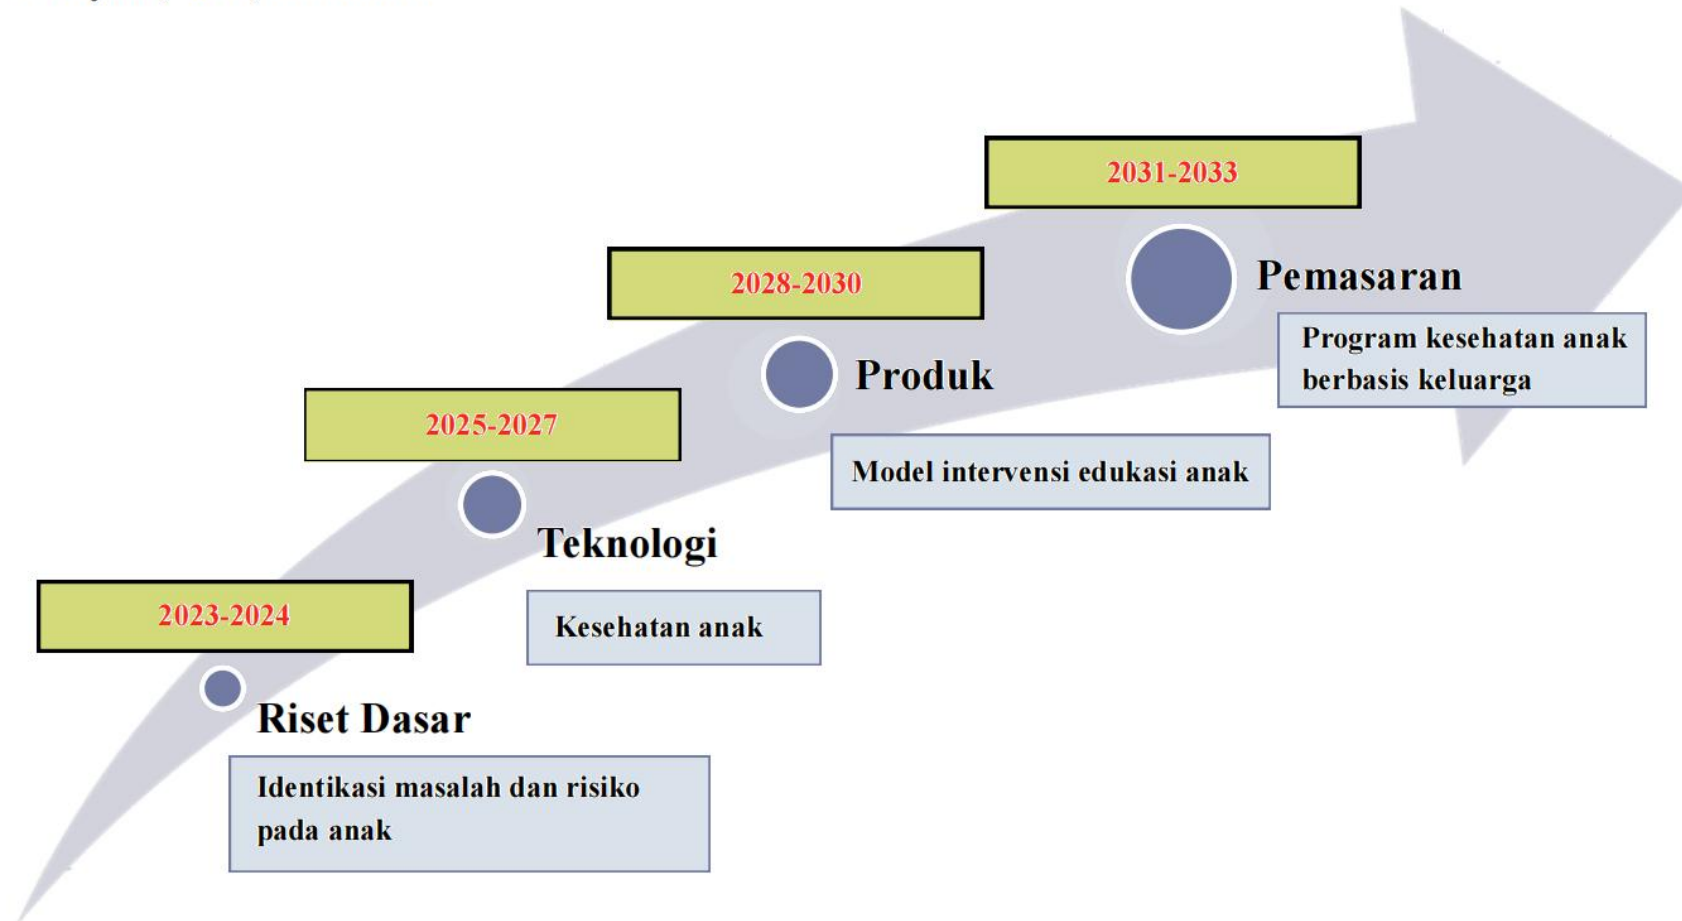 2023-2024
Riset Dasar
Identikasi masalah dan risiko
pada anak
2025-2027
Teknologi
Kesehatan anak
2028-2030
Produk
Model intervensi edukasi anak
2031-2033
Pemasaran
Program kesehatan anak
berbasis keluarga